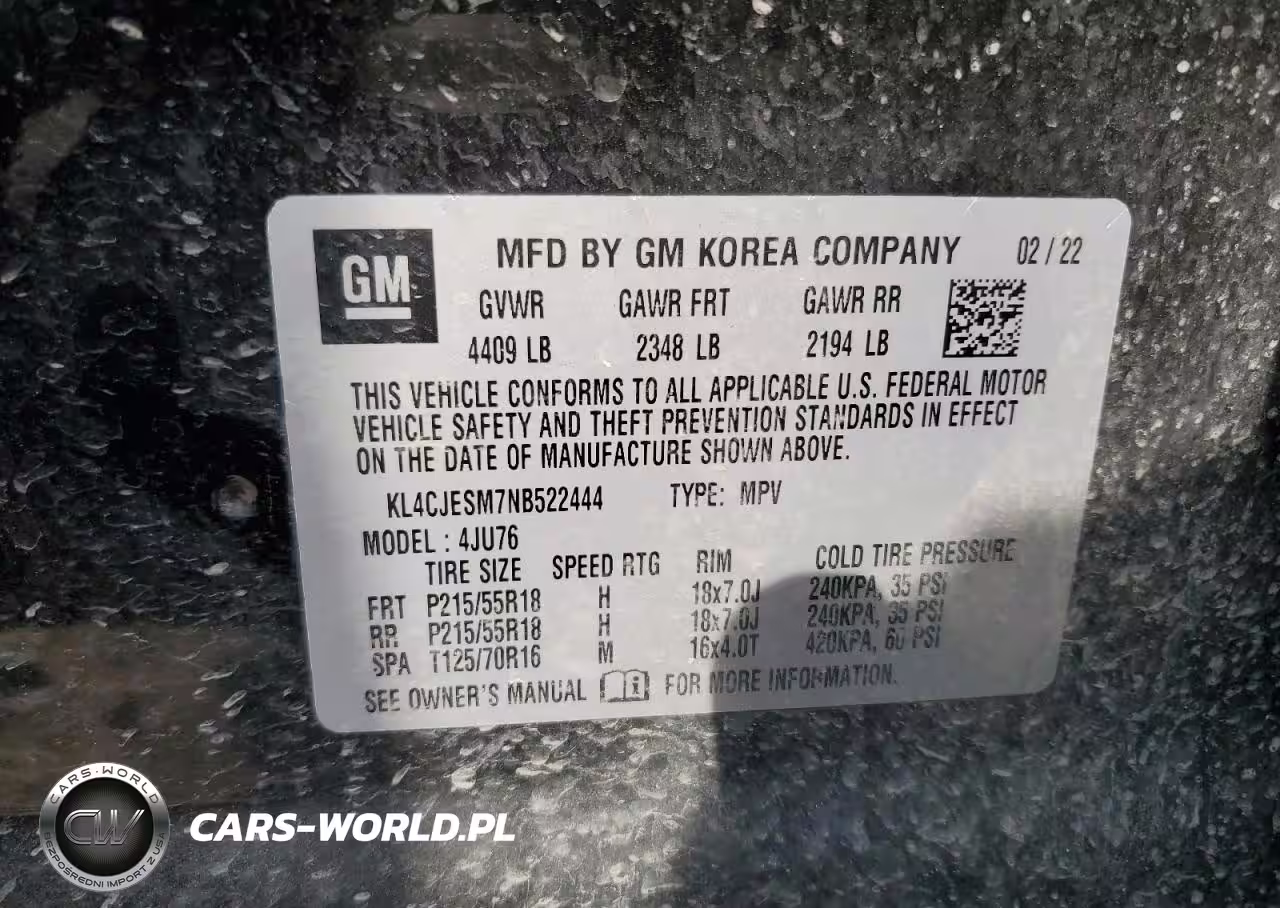 MFD BY GM KOREA COMPANY 02 / 22
GM
GVWR GAWR FRT GAWR RR
4409 LB 2348 LB 2194 LB
THIS VEHICLE CONFORMS TO ALL APPLICABLE U.S. FEDERAL MOTOR
VEHICLE SAFETY AND THEFT PREVENTION STANDARDS IN EFFECT
ON THE DATE OF MANUFACTURE SHOWN ABOVE.
KL4CJESM7NB522444 TYPE: MPV
MODEL : 4JU76
TIRE SIZE SPEED RTG RIM COLD TIRE PRESSURE
FRT P215/55R18 H 18x7.0J 240KPA, 35 PSI
RR P215/55R18 H 18x7.0J 240KPA, 35 PSI
SPA T125/70R16 M 16x4.0T 420KPA, 60 PSI
SEE OWNER'S MANUAL i FOR MORE INFORMATION.
CARS-WORLD
CW
BEZPOŚREDNI IMPORT Z USA
CARS-WORLD.PL